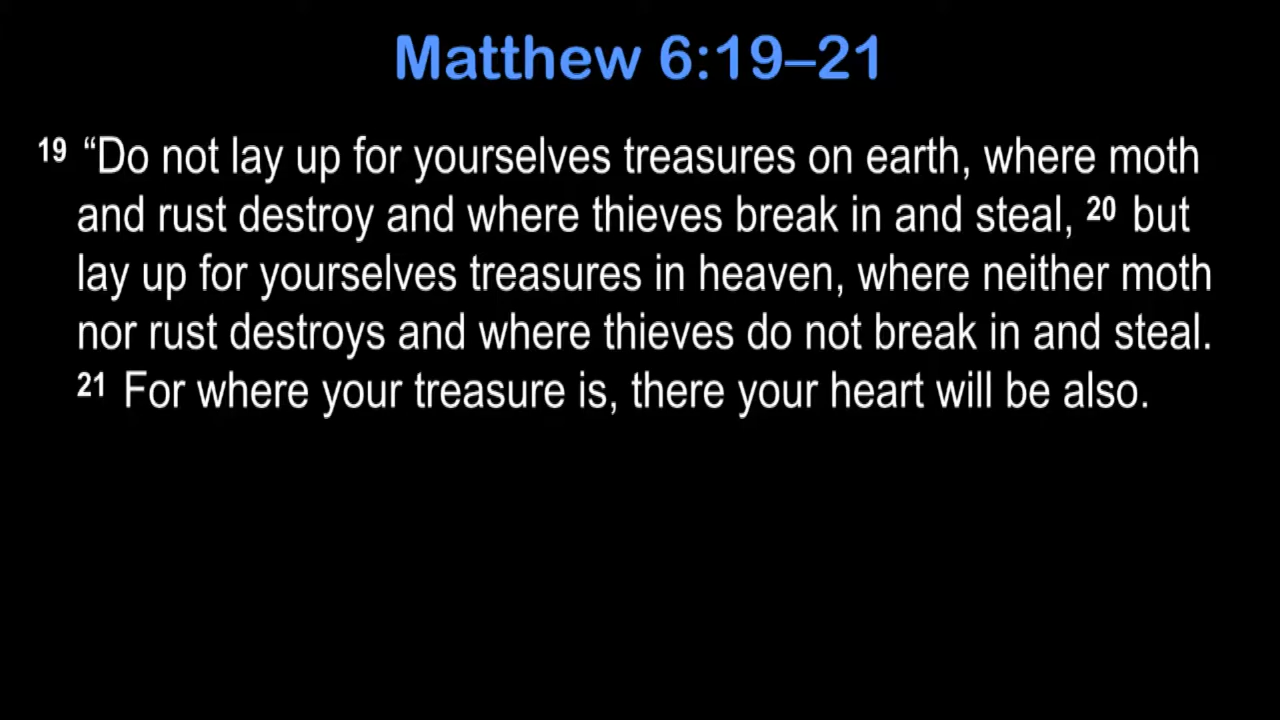 Matthew 6:19–21
19 “Do not lay up for yourselves treasures on earth, where moth
and rust destroy and where thieves break in and steal, 20 but
lay up for yourselves treasures in heaven, where neither moth
nor rust destroys and where thieves do not break in and steal.
21 For where your treasure is, there your heart will be also.